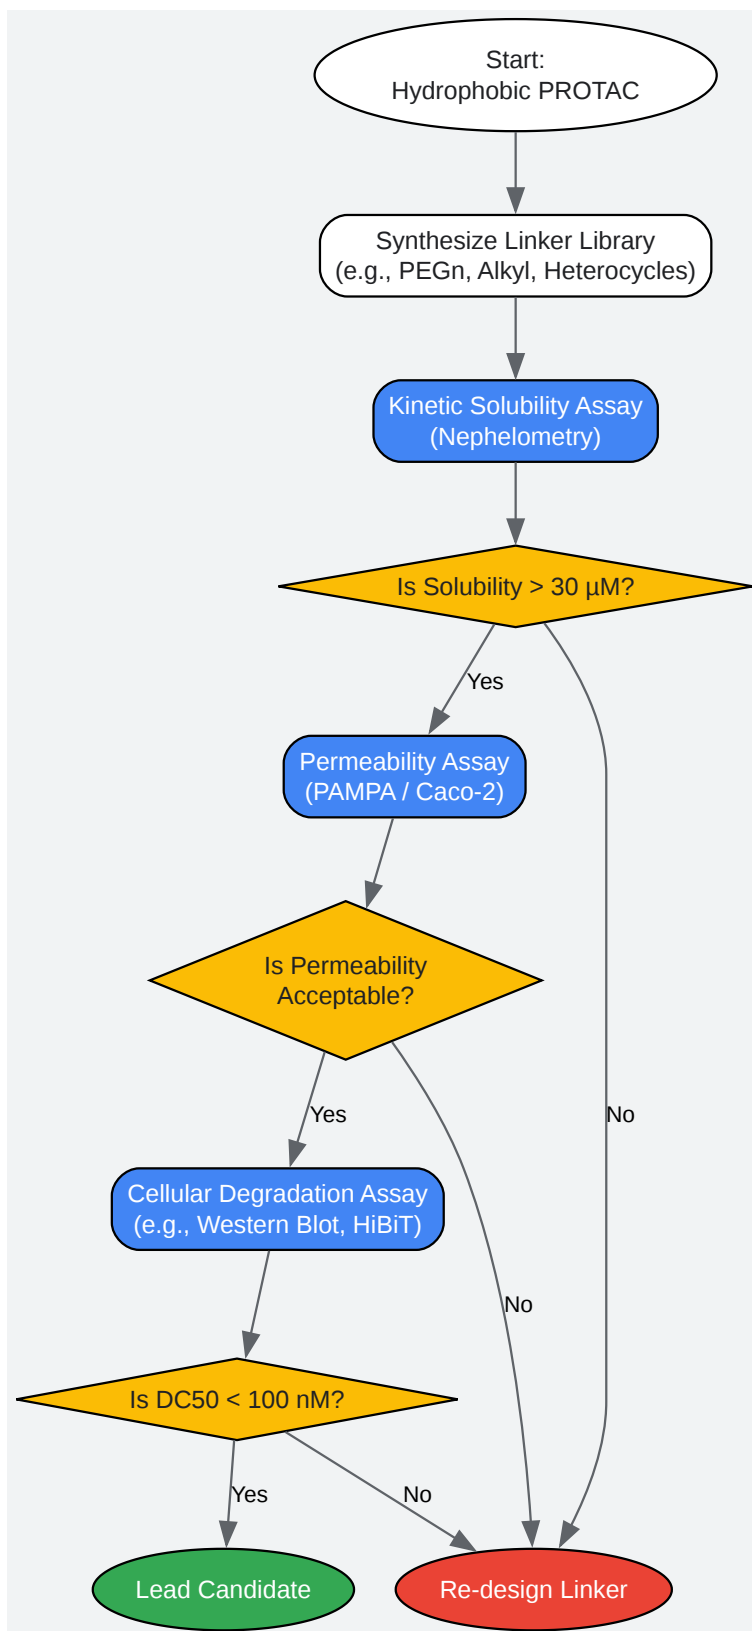 Start:
Hydrophobic PROTAC
Synthesize Linker Library
(e.g., PEGn, Alkyl, Heterocycles)
Kinetic Solubility Assay
(Nephelometry)
Is Solubility > 30 µM?
Yes
Permeability Assay
(PAMPA / Caco-2)
Is Permeability
Acceptable?
Yes
No
Cellular Degradation Assay
(e.g., Western Blot, HiBiT)
No
Is DC50 < 100 nM?
Yes
No
Lead Candidate
Re-design Linker